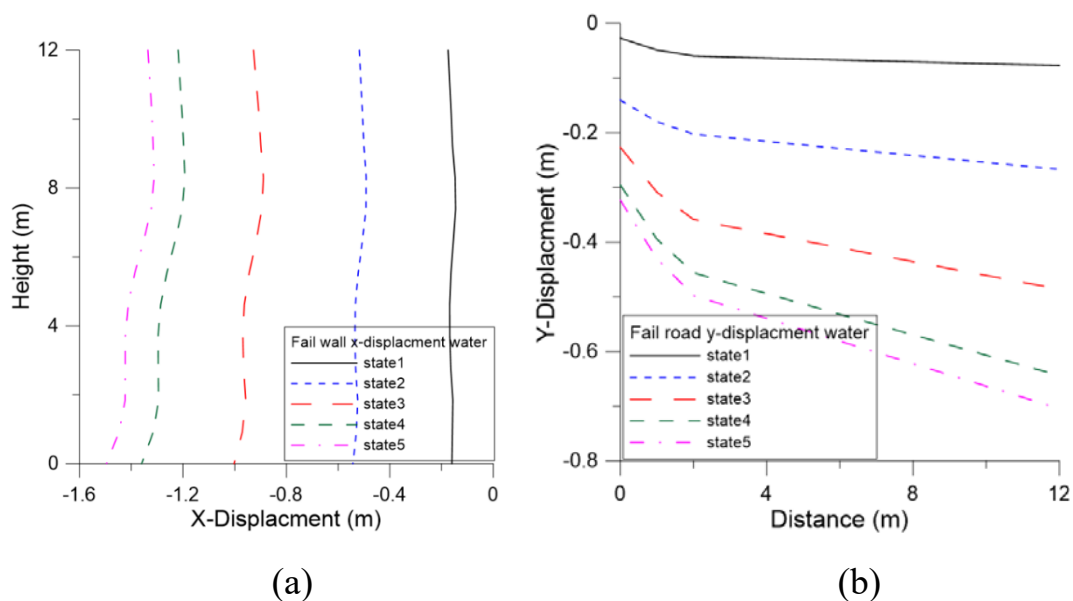 12
8
4
0
Height (m)
-1.6
-1.2
-0.8
-0.4
0
X-Displacment (m)
Fail wall x-displacment water
state1
state2
state3
state4
state5
(a)
0
-0.2
-0.4
-0.6
-0.8
Y-Displacment (m)
0
4
8
12
Distance (m)
Fail road y-displacment water
state1
state2
state3
state4
state5
(b)